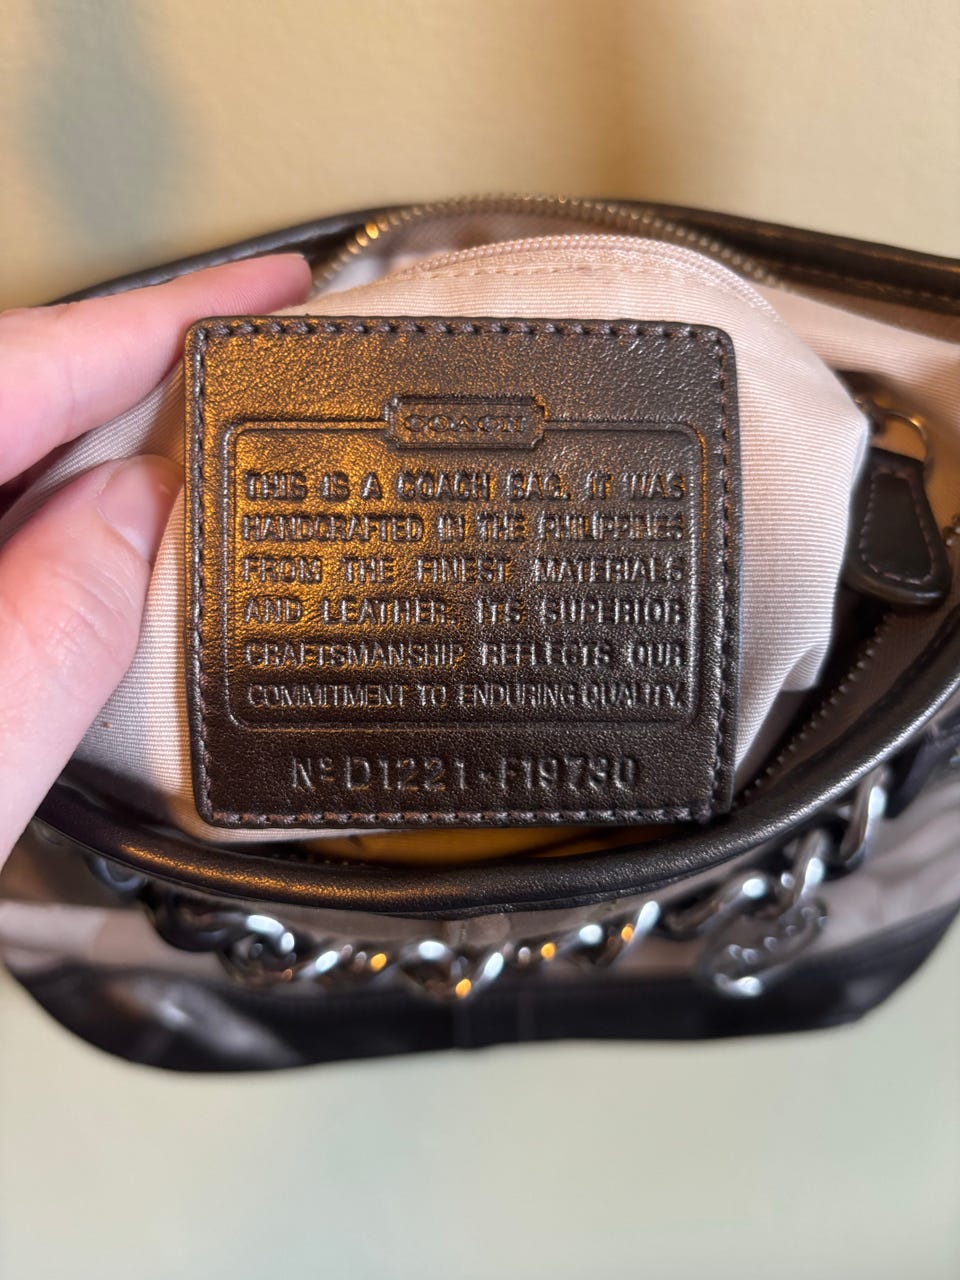 COACH
THIS IS A COACH BAG. IT WAS
HANDCRAFTED IN THE PHILIPPINES
FROM THE FINEST MATERIALS
AND LEATHER. ITS SUPERIOR
CRAFTSMANSHIP REFLECTS OUR
COMMITMENT TO ENDURING QUALITY.
Nº D1221-F19730